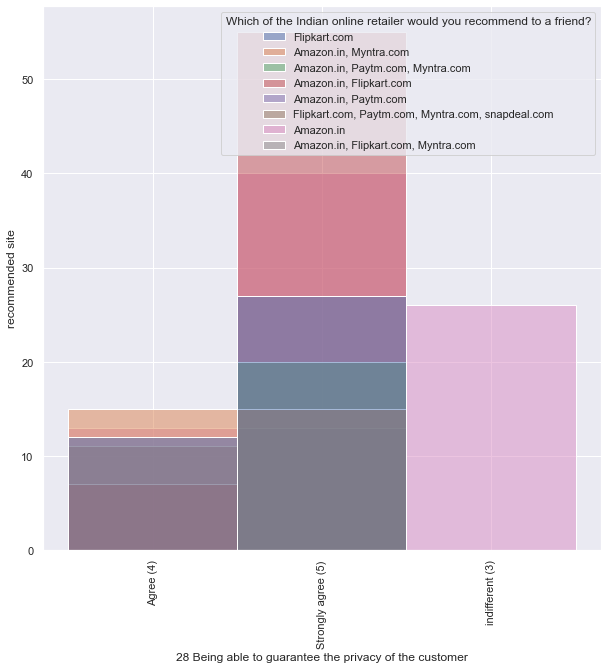 Which of the Indian online retailer would you recommend to a friend?
Flipkart.com
Amazon.in, Myntra.com
Amazon.in, Paytm.com, Myntra.com
Amazon.in, Flipkart.com
Amazon.in, Paytm.com
Flipkart.com, Paytm.com, Myntra.com, snapdeal.com
Amazon.in
Amazon.in, Flipkart.com, Myntra.com
50
40
30
20
10
0
recommended site
Agree (4)
Strongly agree (5)
indifferent (3)
28 Being able to guarantee the privacy of the customer